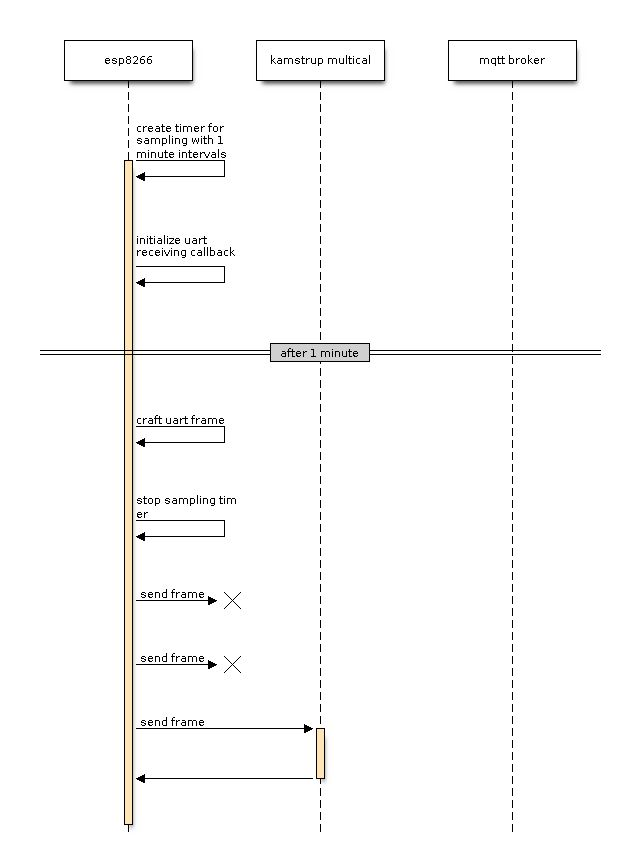 esp8266
kamstrup multical
mqtt broker
create timer for
sampling with 1
minute intervals
initialize uart
receiving callback
after 1 minute
craft uart frame
stop sampling tim
er
send frame
send frame
send frame